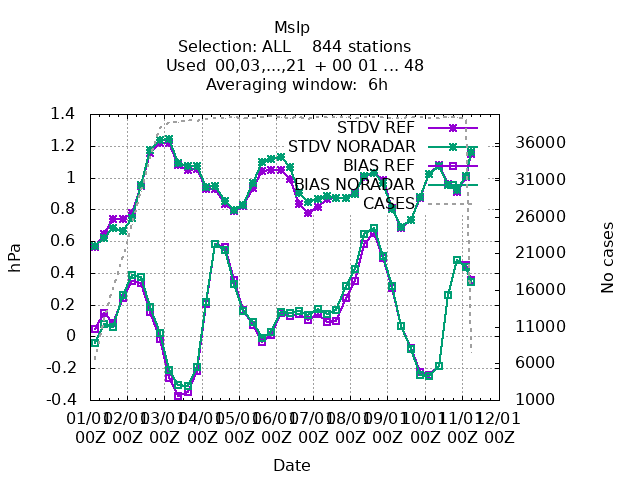 Mslp
Selection: ALL    844 stations
Used  00,03,...,21  + 00 01 ... 48
Averaging window:  6h
STDV REF
STDV NORADAR
BIAS REF
BIAS NORADAR
CASES
1.4
1.2
1
0.8
0.6
0.4
0.2
0
-0.2
-0.4
hPa
36000
31000
26000
21000
16000
11000
6000
1000
No cases
01/01 02/01 03/01 04/01 05/01 06/01 07/01 08/01 09/01 10/01 11/01 12/01
00Z 00Z 00Z 00Z 00Z 00Z 00Z 00Z 00Z 00Z 00Z 00Z
Date